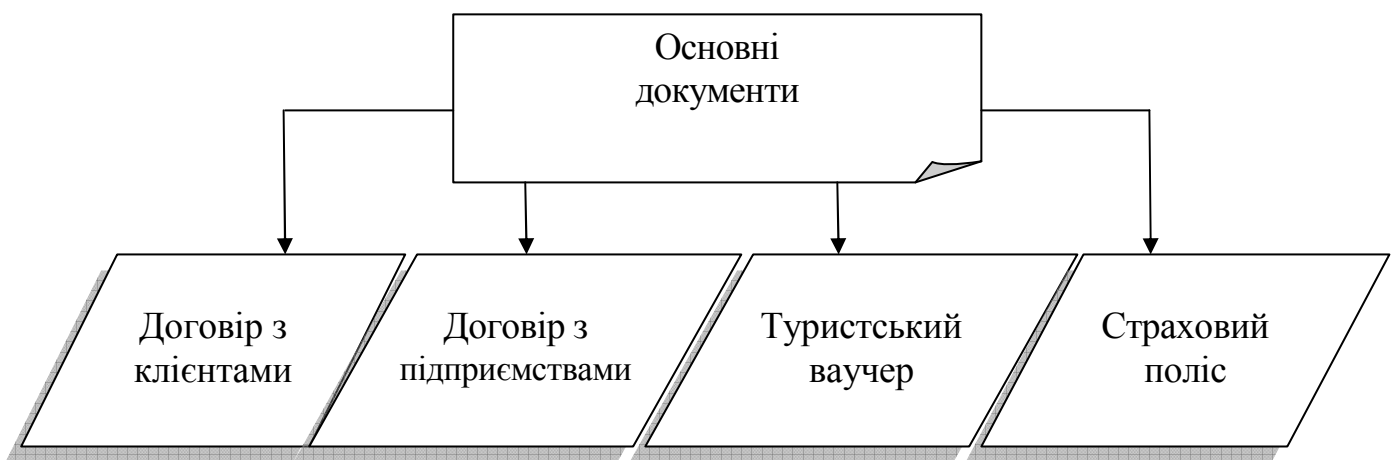 Основні
документи
Договір з
клієнтами
Договір з
підприємствами
Туристський
ваучер
Страховий
поліс